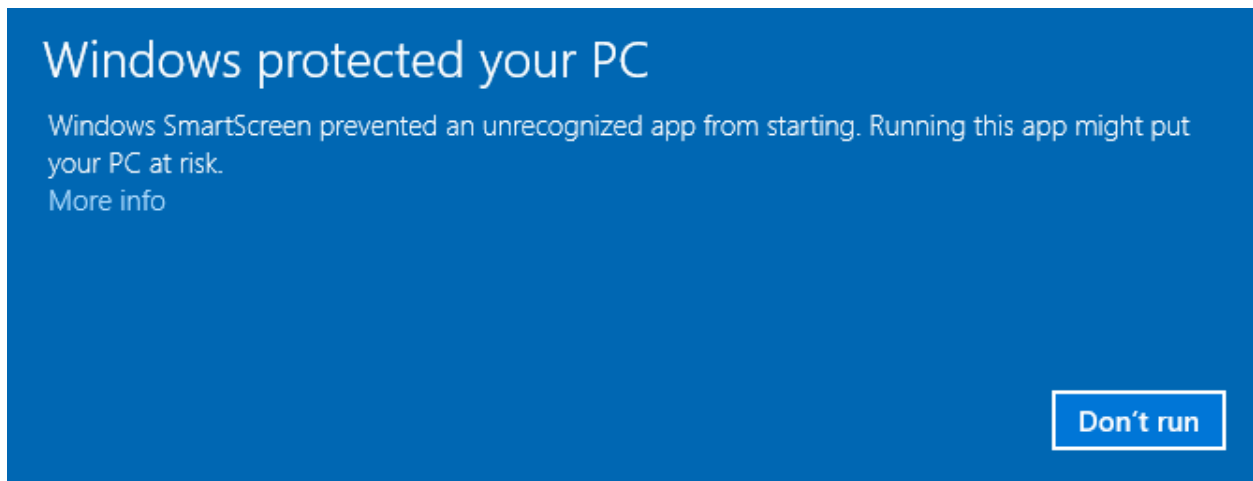 Windows protected your PC
Windows SmartScreen prevented an unrecognized app from starting. Running this app might put
your PC at risk.
More info
Don’t run